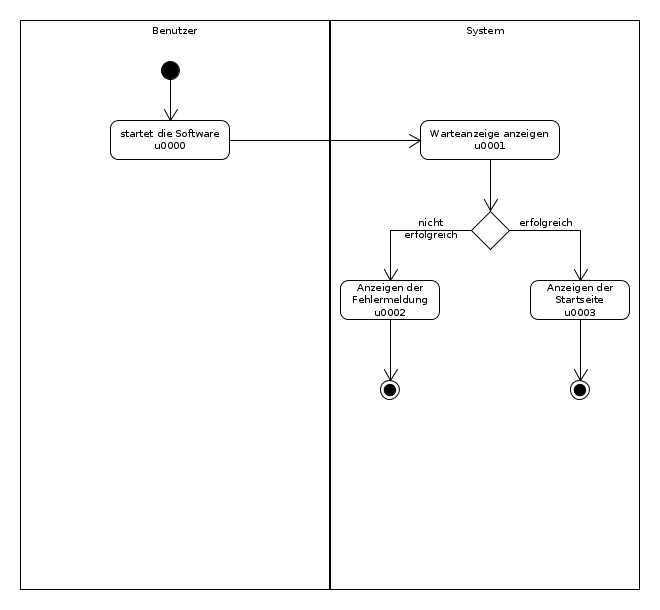 Benutzer
System
startet die Software
u0000
Warteanzeige anzeigen
u0001
nicht
erfolgreich
erfolgreich
Anzeigen der
Fehlermeldung
u0002
Anzeigen der
Startseite
u0003